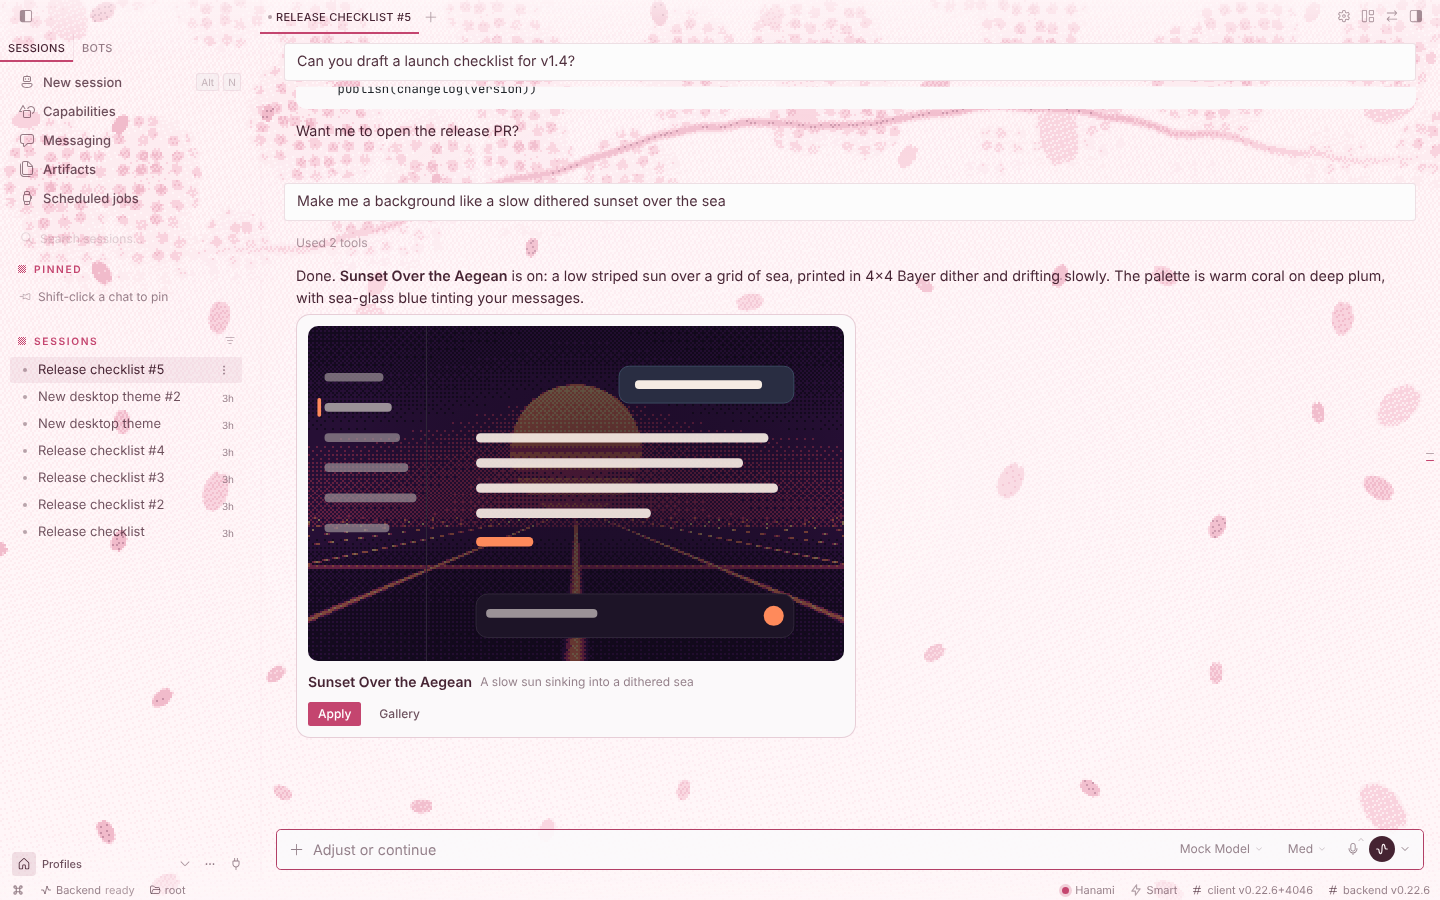 RELEASE CHECKLIST #5
SESSIONS
BOTS
New session
Alt
N
Capabilities
Messaging
Artifacts
Scheduled jobs
Search sessions...
PINNED
Shift-click a chat to pin
SESSIONS
Release checklist #5
New desktop theme #2
3h
New desktop theme
3h
Release checklist #4
3h
Release checklist #3
3h
Release checklist #2
3h
Release checklist
3h
Can you draft a launch checklist for v1.4?
publish(changelog(version))
Want me to open the release PR?
Make me a background like a slow dithered sunset over the sea
Used 2 tools
Done. Sunset Over the Aegean is on: a low striped sun over a grid of sea, printed in 4×4 Bayer dither and drifting slowly. The palette is warm coral on deep plum,
with sea-glass blue tinting your messages.
Sunset Over the Aegean
A slow sun sinking into a dithered sea
Apply
Gallery
Adjust or continue
Mock Model
Med
Profiles
Backend ready
root
Hanami
Smart
client v0.22.6+4046
backend v0.22.6